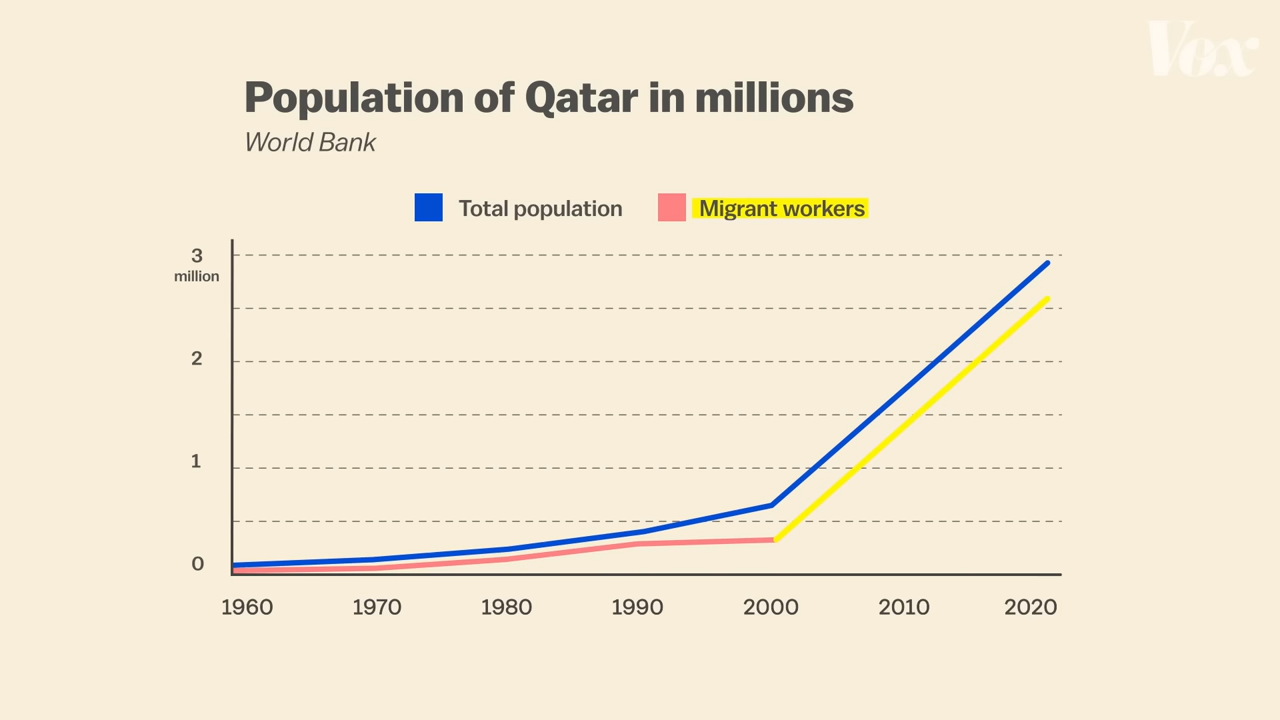 Vox
Population of Qatar in millions
World Bank
Total population
Migrant workers
3
million
2
1
0
1960 1970 1980 1990 2000 2010 2020